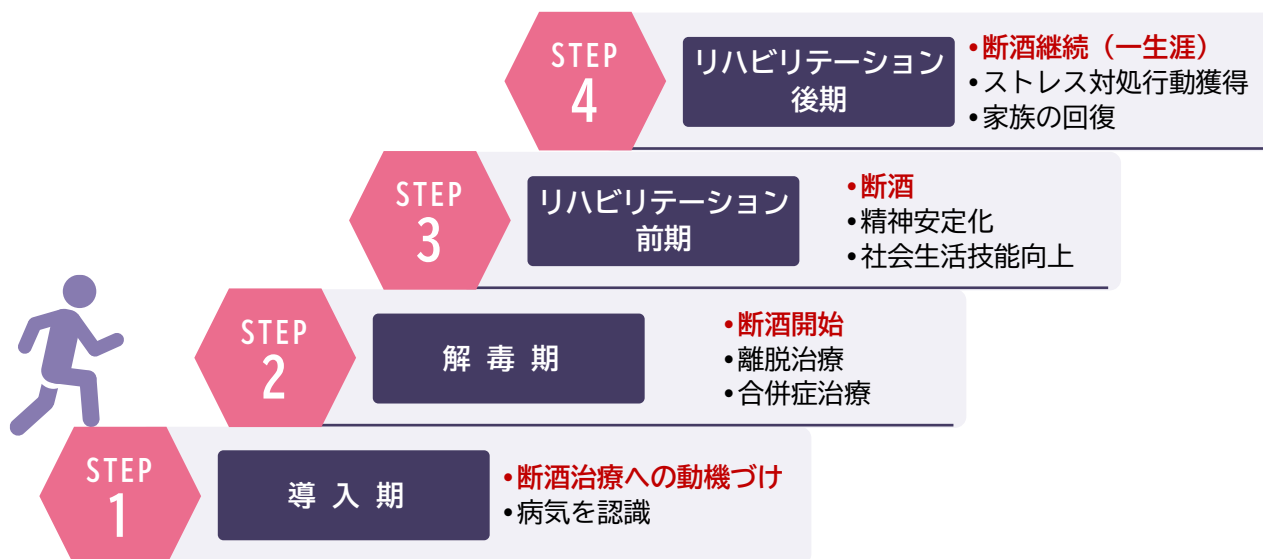 STEP
4
リハビリテーション
後期
•断酒継続（一生涯）
•ストレス対処行動獲得
•家族の回復
STEP
3
リハビリテーション
前期
•断酒
•精神安定化
•社会生活技能向上
STEP
2
解 毒 期
•断酒開始
•離脱治療
•合併症治療
STEP
1
導 入 期
•断酒治療への動機づけ
•病気を認識